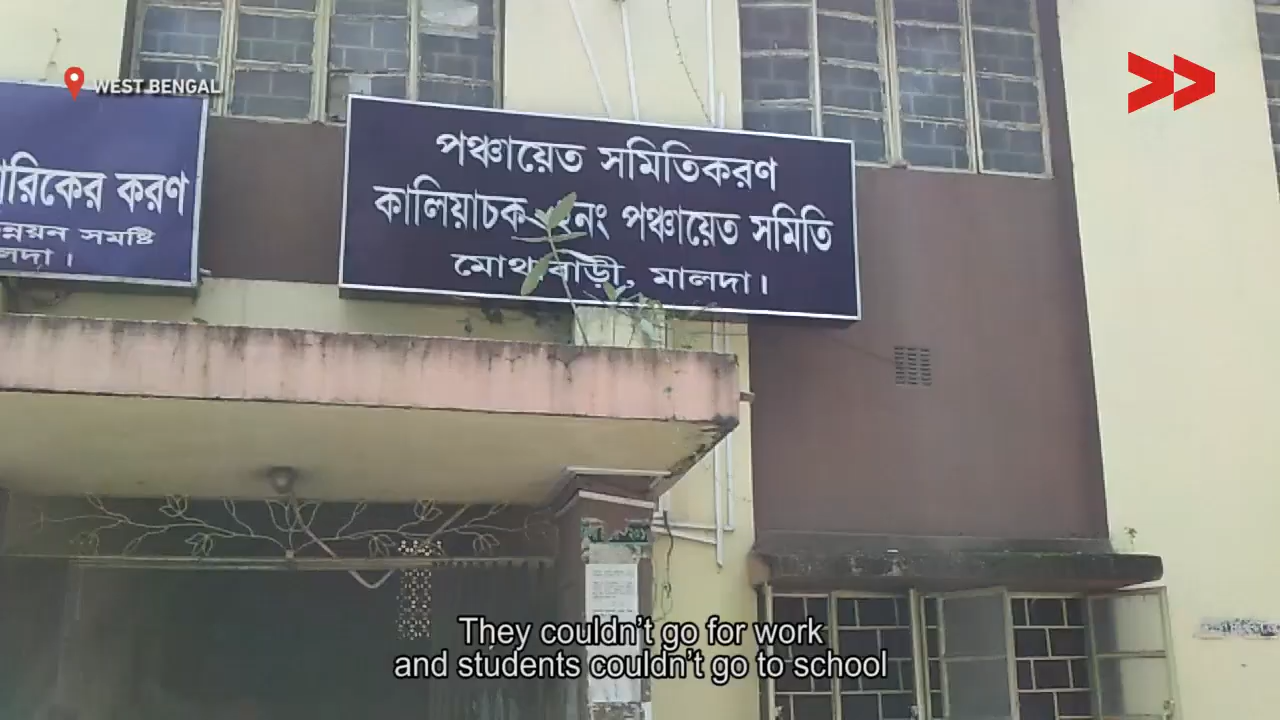 WEST BENGAL
রিকের করণ
ন্নয়ন সমষ্টি
লদা।
পঞ্চায়েত সমিতিকরণ
কালিয়াচক পঞ্চায়েত সমিতি
মোথাবাড়ী, মালদা।
They couldn't go for work
and students couldn't go to school